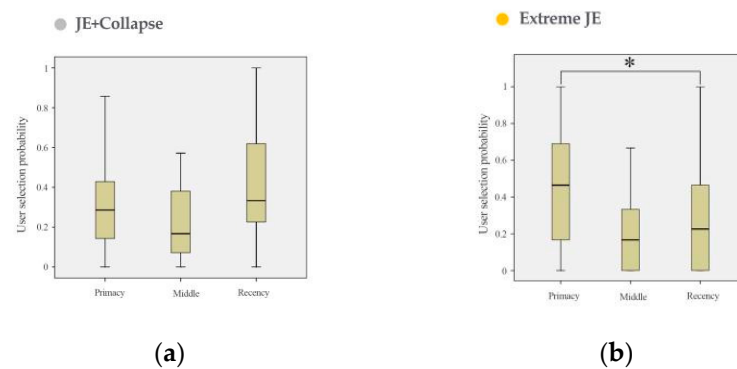 JE+Collapse
User selection probability
1
0.8
0.6
0.4
0.2
0
Primacy Middle Recency
(a)
Extreme JE
*
User selection probability
1
0.8
0.6
0.4
0.2
0
Primacy Middle Recency
(b)